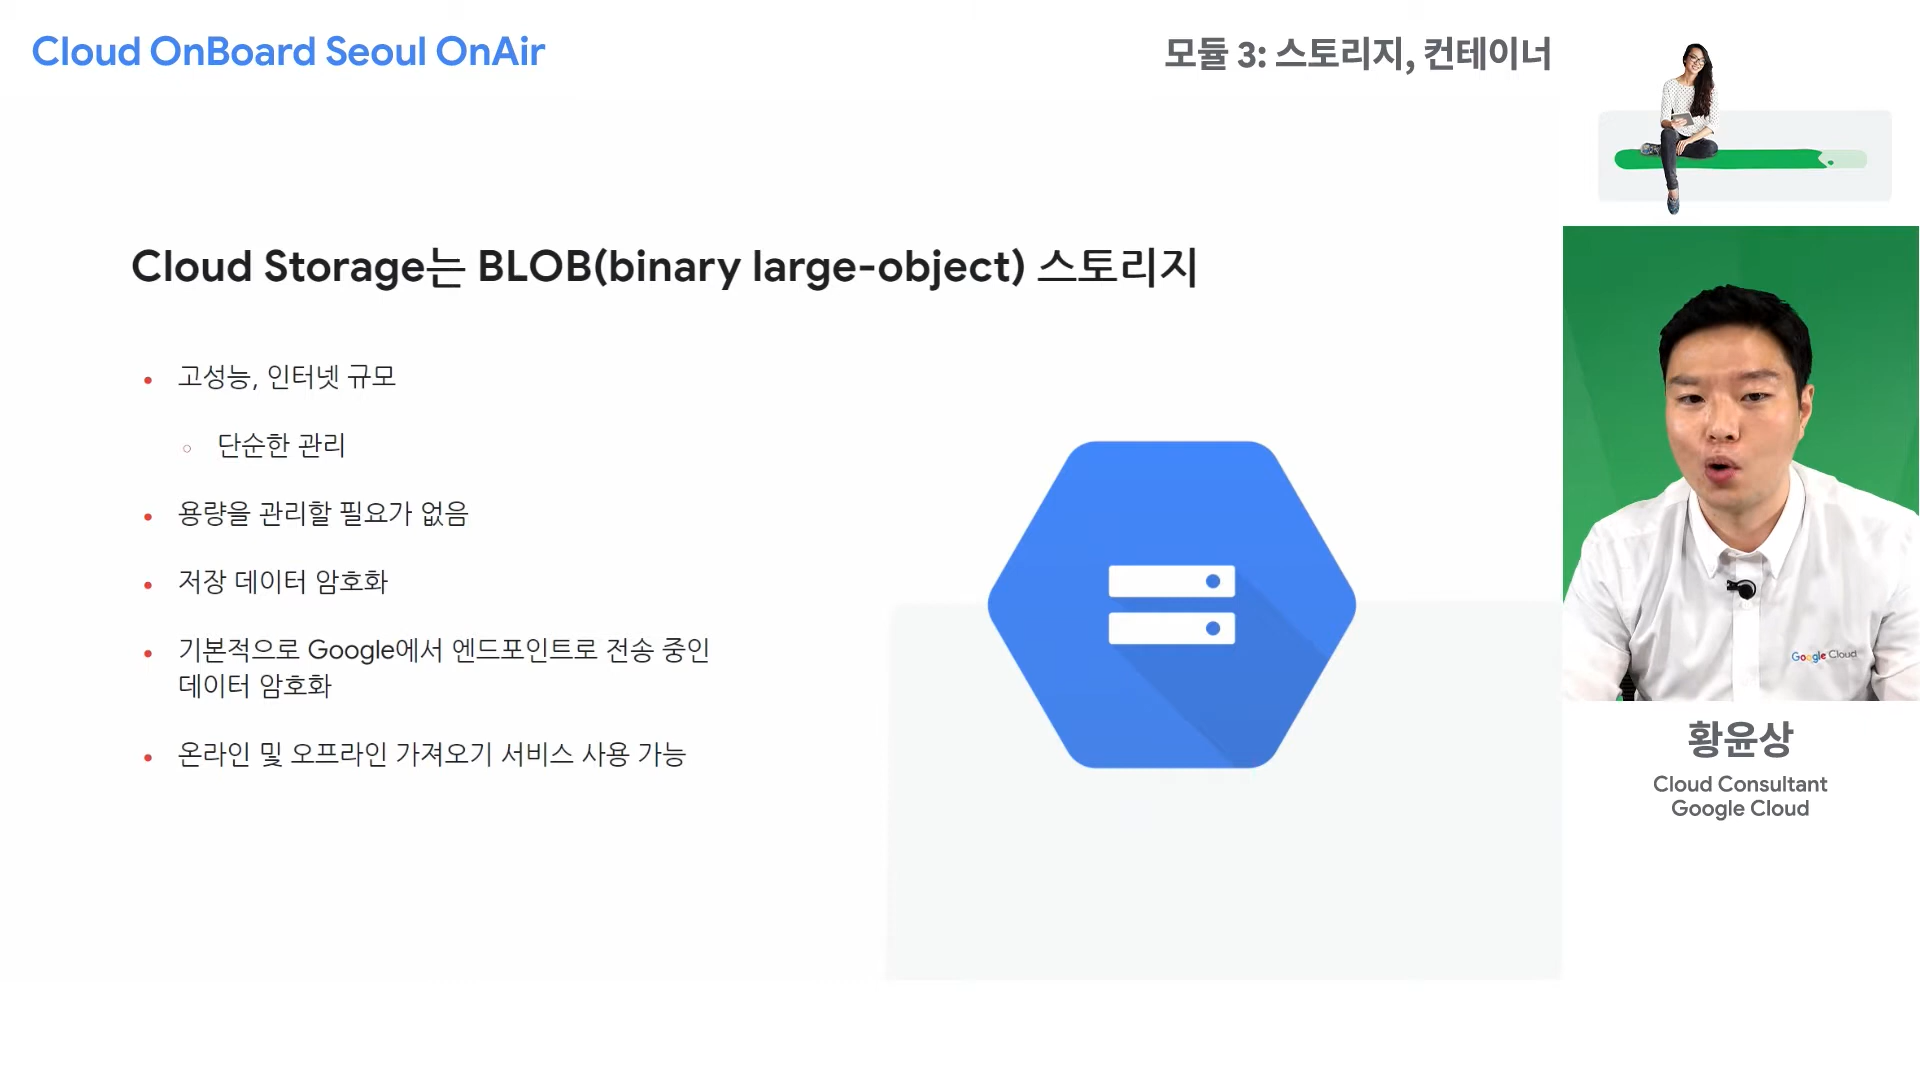 Cloud OnBoard Seoul OnAir
모듈 3: 스토리지, 컨테이너
Cloud Storage는 BLOB(binary large-object) 스토리지
고성능, 인터넷 규모
단순한 관리
용량을 관리할 필요가 없음
저장 데이터 암호화
기본적으로 Google에서 엔드포인트로 전송 중인
데이터 암호화
온라인 및 오프라인 가져오기 서비스 사용 가능
Google Cloud
황윤상
Cloud Consultant
Google Cloud